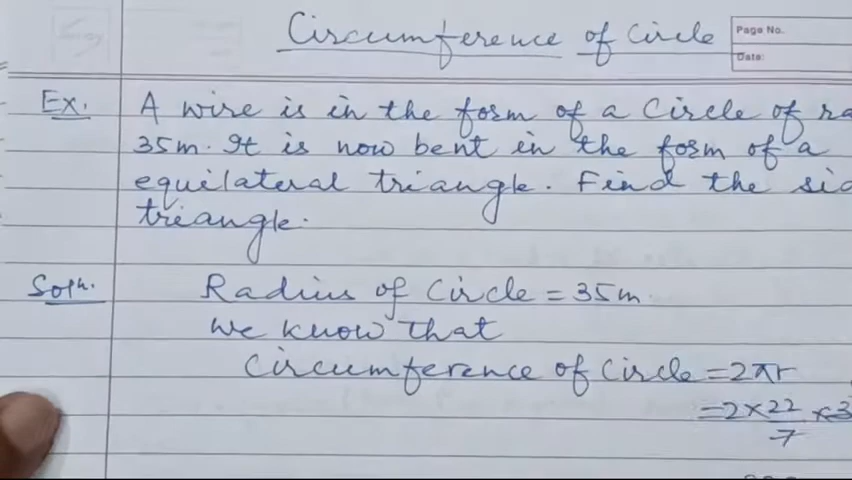 Circumference of Circle
Page No.
Date:
Ex. A wire is in the form of a Circle of
35m. It is now bent in the form of a
equilateral triangle. Find the
triangle.
Soln. Radius of Circle = 35m.
We know that
Circumference of Circle = 2πr
= 2 × 22/7 ×